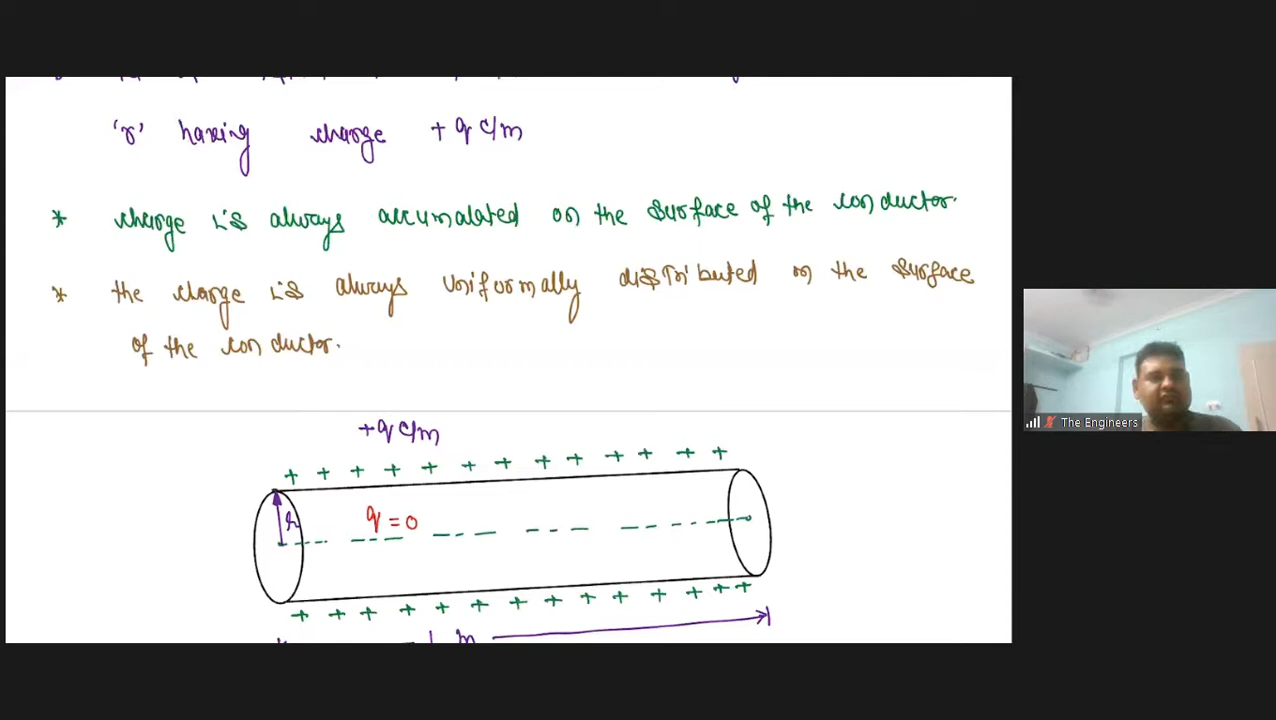 'r' having charge +q c/m
* charge is always accumalated on the surface of the conductor.
* the charge is always uniformally distributed on the surface
of the conductor.
+q c/m
r
q = 0
m
The Engineers